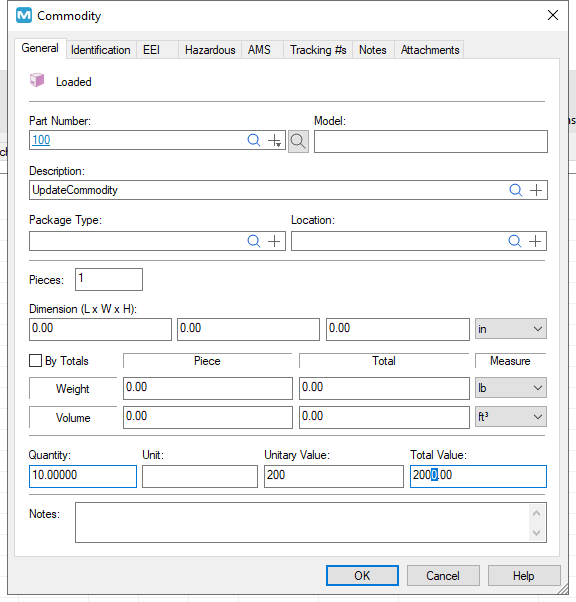 M Commodity
General Identification EEI Hazardous AMS Tracking #s Notes Attachments
Loaded
Part Number: Model:
100
Description:
UpdateCommodity
Package Type: Location:
Pieces: 1
Dimension (L x W x H):
0.00 0.00 0.00 in
By Totals Piece Total Measure
Weight 0.00 0.00 lb
Volume 0.00 0.00 ft³
Quantity: Unit: Unitary Value: Total Value:
10.00000 200 2000.00
Notes:
OK Cancel Help